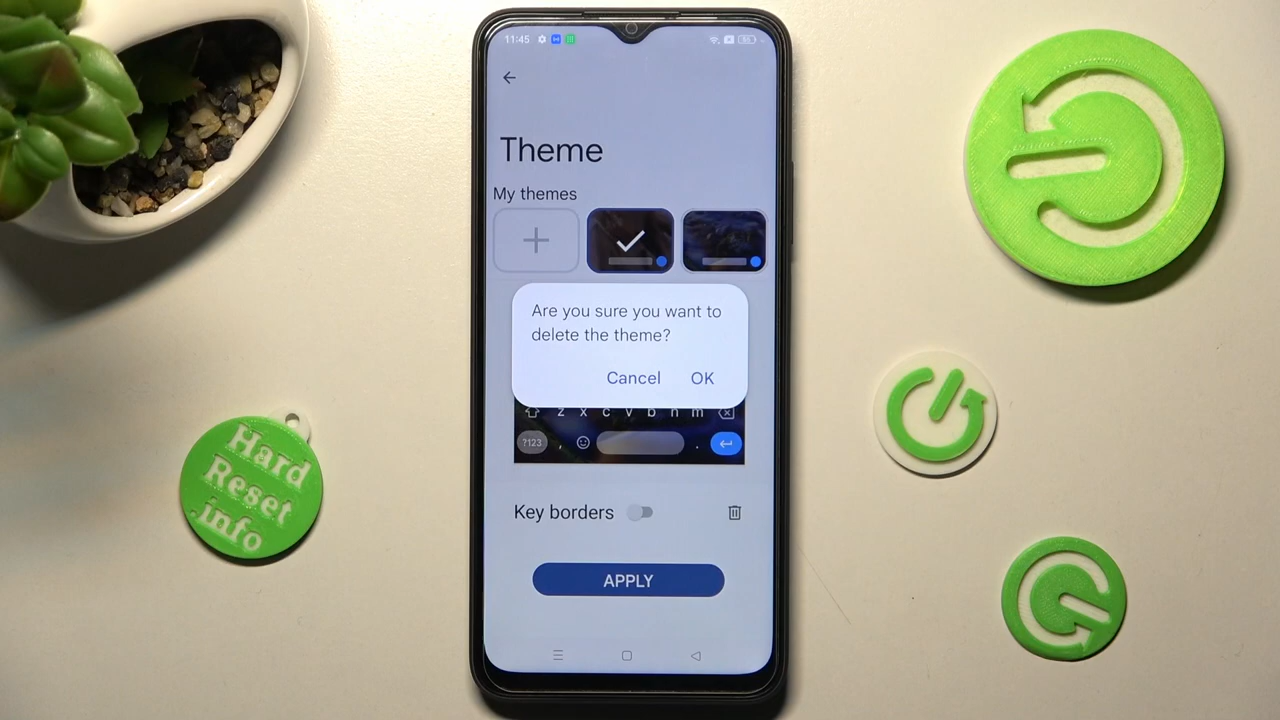 11:45
Theme
My themes
Are you sure you want to
delete the theme?
Cancel OK
z x c v b n m
?123 , .
Key borders
APPLY
Hard
Reset
.info